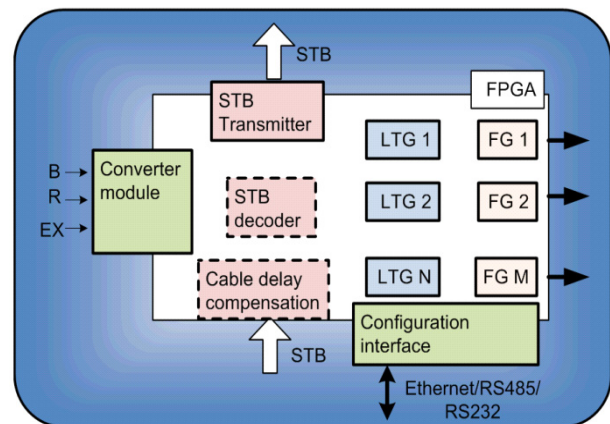 STB
STB
Transmitter
FPGA
LTG 1
FG 1
B
R
EX
Converter
module
STB
decoder
LTG 2
FG 2
Cable delay
compensation
LTG N
FG M
STB
Configuration
interface
Ethernet/RS485/
RS232